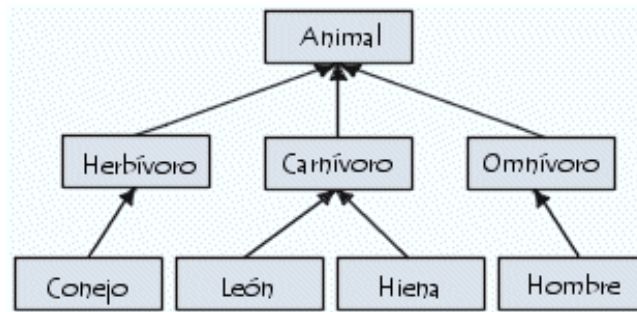 Animal
Herbívoro
Carnívoro
Omnívoro
Conejo
León
Hiena
Hombre